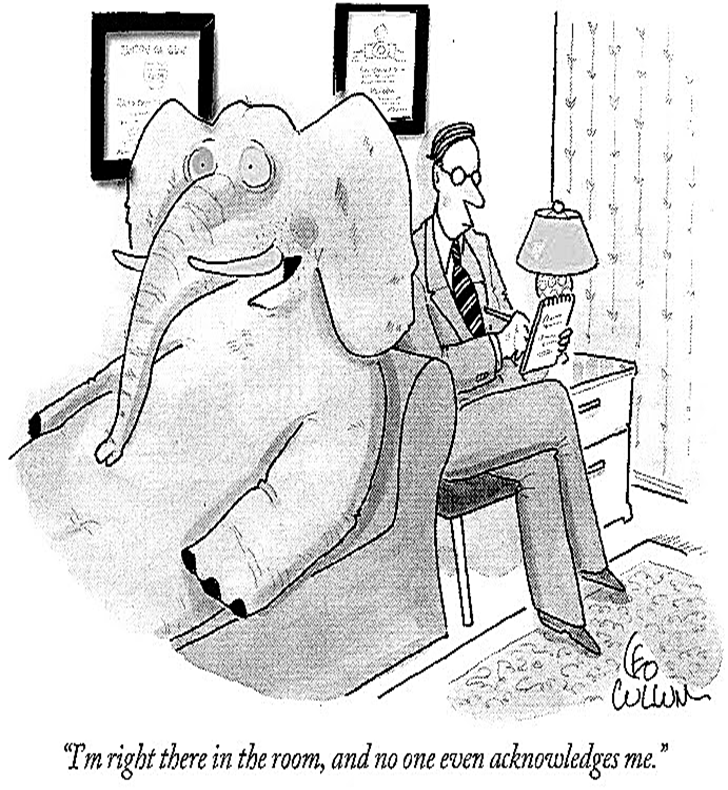 LEO
CULLUM
“I'm right there in the room, and no one even acknowledges me.”